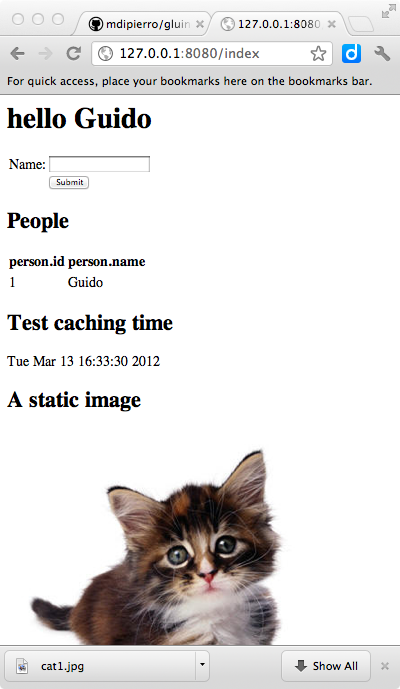 mdipierro/gluin
127.0.0.1:8080
127.0.0.1:8080/index
For quick access, place your bookmarks here on the bookmarks bar.
hello Guido
Name:
Submit
People
person.id person.name
1 Guido
Test caching time
Tue Mar 13 16:33:30 2012
A static image
cat1.jpg
Show All